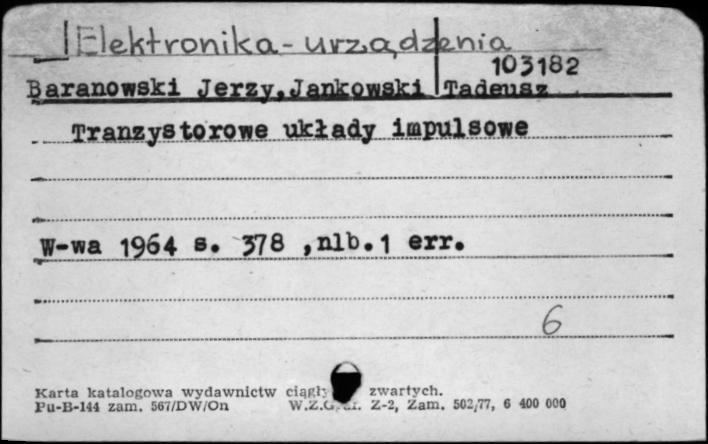 Elektronika - urządzenia
103182
Baranowski Jerzy, Jankowski Tadeusz
Tranzystorowe układy impulsowe
W-wa 1964 s. 378 ,nlb.1 err.
6
Karta katalogowa wydawnictw zwartych.
Pu-B-144 zam. 567/DW/On Z-2, Zam. 502/77, 6 400 000